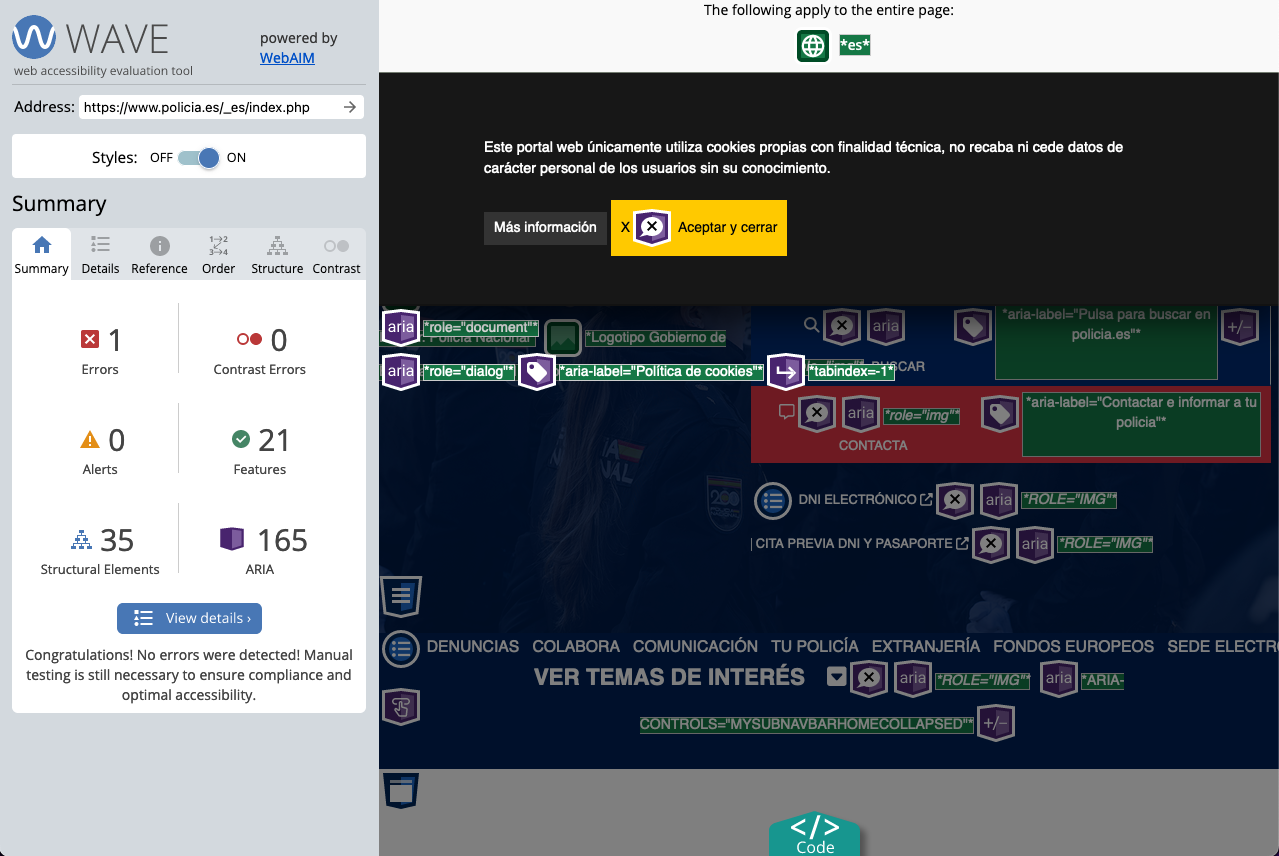 WAVE
web accessibility evaluation tool
powered by
WebAIM
Address: https://www.policia.es/_es/index.php
Styles: OFF ON
Summary
Summary Details Reference Order Structure Contrast
1 0
Errors Contrast Errors
0 21
Alerts Features
35 165
Structural Elements ARIA
View details ›
Congratulations! No errors were detected! Manual
testing is still necessary to ensure compliance and
optimal accessibility.
The following apply to the entire page:
*es*
Este portal web únicamente utiliza cookies propias con finalidad técnica, no recaba ni cede datos de
carácter personal de los usuarios sin su conocimiento.
Más información X Aceptar y cerrar
aria *role="document"*
Policía Nacional *Logotipo Gobierno de
aria *role="dialog"* *aria-label="Política de cookies"* *tabindex=-1*
aria *aria-label="Pulsa para buscar en
policia.es"* +/-
BUSCAR
aria *role="img"* *aria-label="Contactar e informar a tu
policia"*
CONTACTA
DNI ELECTRÓNICO aria *ROLE="IMG"*
| CITA PREVIA DNI Y PASAPORTE aria *ROLE="IMG"*
DENUNCIAS COLABORA COMUNICACIÓN TU POLICÍA EXTRANJERÍA FONDOS EUROPEOS SEDE ELECTR
VER TEMAS DE INTERÉS aria *ROLE="IMG"* aria *ARIA-
CONTROLS="MYSUBNAVBARHOMECOLLAPSED"* +/-
</>
Code